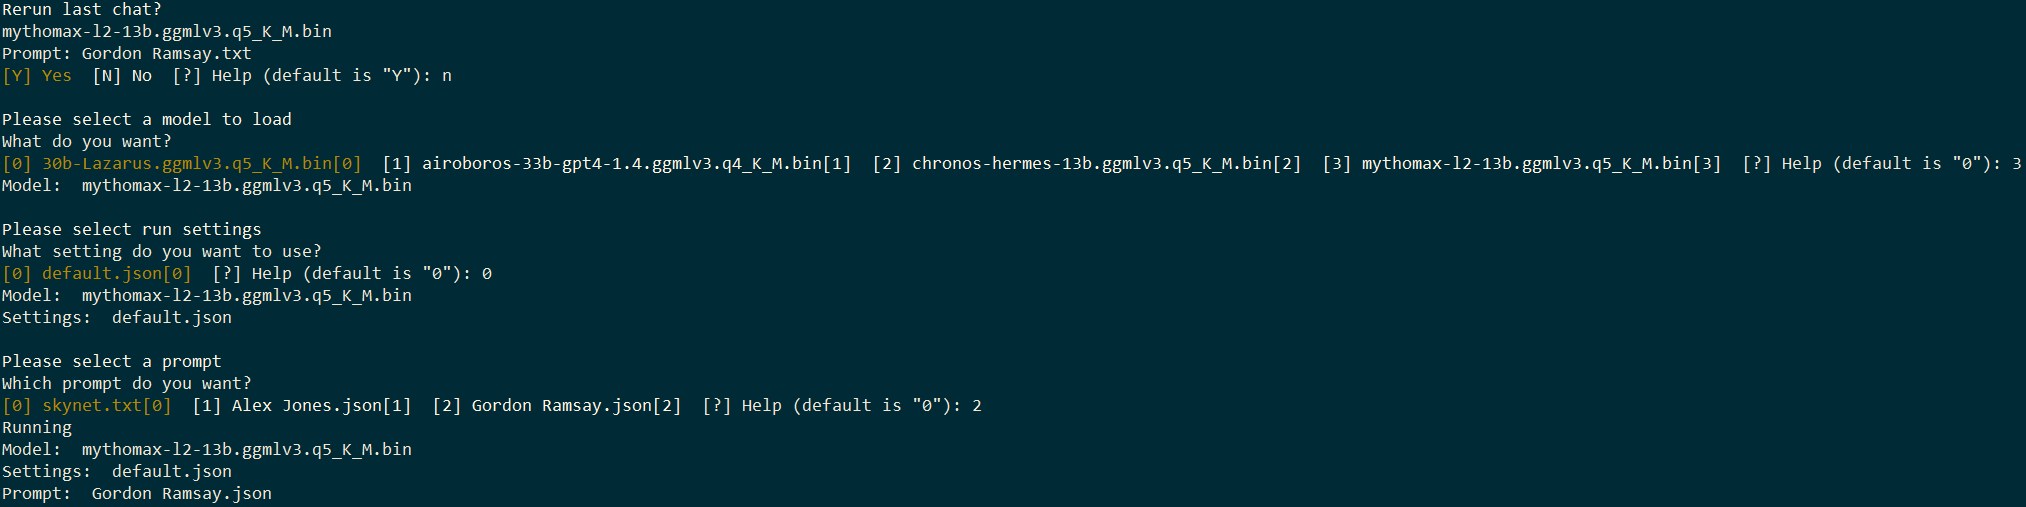 Rerun last chat?
mythomax-l2-13b.ggmlv3.q5_K_M.bin
Prompt: Gordon Ramsay.txt
[Y] Yes  [N] No  [?] Help (default is "Y"): n
Please select a model to load
What do you want?
[0] 30b-Lazarus.ggmlv3.q5_K_M.bin[0]  [1] airoboros-33b-gpt4-1.4.ggmlv3.q4_K_M.bin[1]  [2] chronos-hermes-13b.ggmlv3.q5_K_M.bin[2]  [3] mythomax-l2-13b.ggmlv3.q5_K_M.bin[3]  [?] Help (default is "0"): 3
Model:  mythomax-l2-13b.ggmlv3.q5_K_M.bin
Please select run settings
What setting do you want to use?
[0] default.json[0]  [?] Help (default is "0"): 0
Model:  mythomax-l2-13b.ggmlv3.q5_K_M.bin
Settings:  default.json
Please select a prompt
Which prompt do you want?
[0] skynet.txt[0]  [1] Alex Jones.json[1]  [2] Gordon Ramsay.json[2]  [?] Help (default is "0"): 2
Running
Model:  mythomax-l2-13b.ggmlv3.q5_K_M.bin
Settings:  default.json
Prompt:  Gordon Ramsay.json